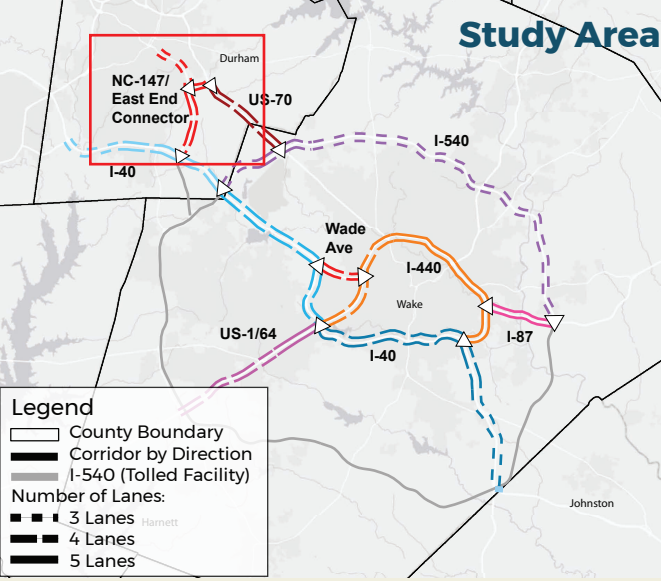 Study Area
Durham
NC-147/
East End
Connector
US-70
I-40
I-540
Wade
Ave
I-440
Wake
I-87
US-1/64
I-40
Legend
County Boundary
Corridor by Direction
I-540 (Tolled Facility)
Number of Lanes:
3 Lanes
4 Lanes
5 Lanes
Harnett
Johnston